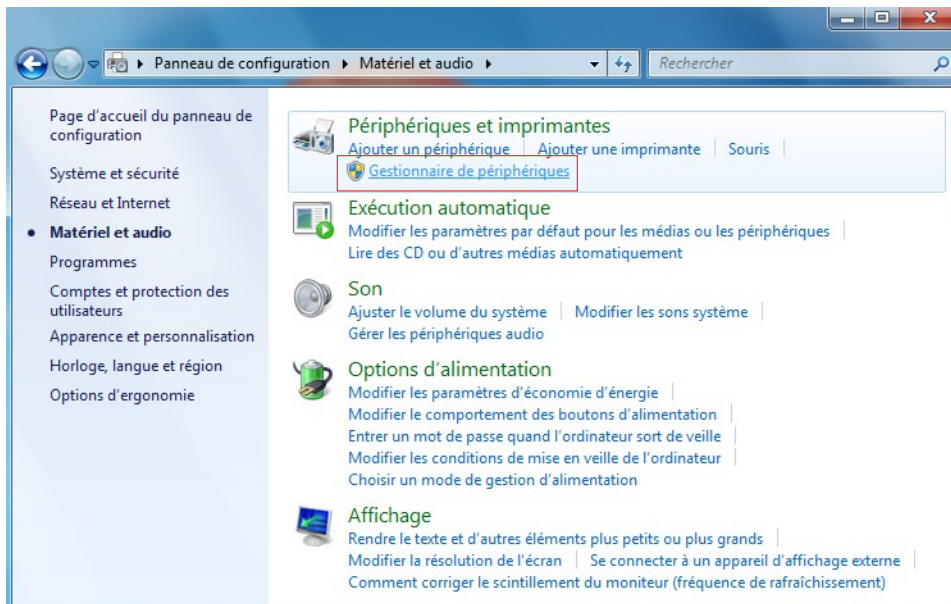 Panneau de configuration ▸ Matériel et audio ▸
Rechercher
Page d'accueil du panneau de
configuration
Système et sécurité
Réseau et Internet
Matériel et audio
Programmes
Comptes et protection des
utilisateurs
Apparence et personnalisation
Horloge, langue et région
Options d'ergonomie
Périphériques et imprimantes
Ajouter un périphérique | Ajouter une imprimante | Souris
Gestionnaire de périphériques
Exécution automatique
Modifier les paramètres par défaut pour les médias ou les périphériques
Lire des CD ou d'autres médias automatiquement
Son
Ajuster le volume du système | Modifier les sons système
Gérer les périphériques audio
Options d'alimentation
Modifier les paramètres d'économie d'énergie
Modifier le comportement des boutons d'alimentation
Entrer un mot de passe quand l'ordinateur sort de veille
Modifier les conditions de mise en veille de l'ordinateur
Choisir un mode de gestion d'alimentation
Affichage
Rendre le texte et d'autres éléments plus petits ou plus grands
Modifier la résolution de l'écran | Se connecter à un appareil d'affichage externe
Comment corriger le scintillement du moniteur (fréquence de rafraîchissement)